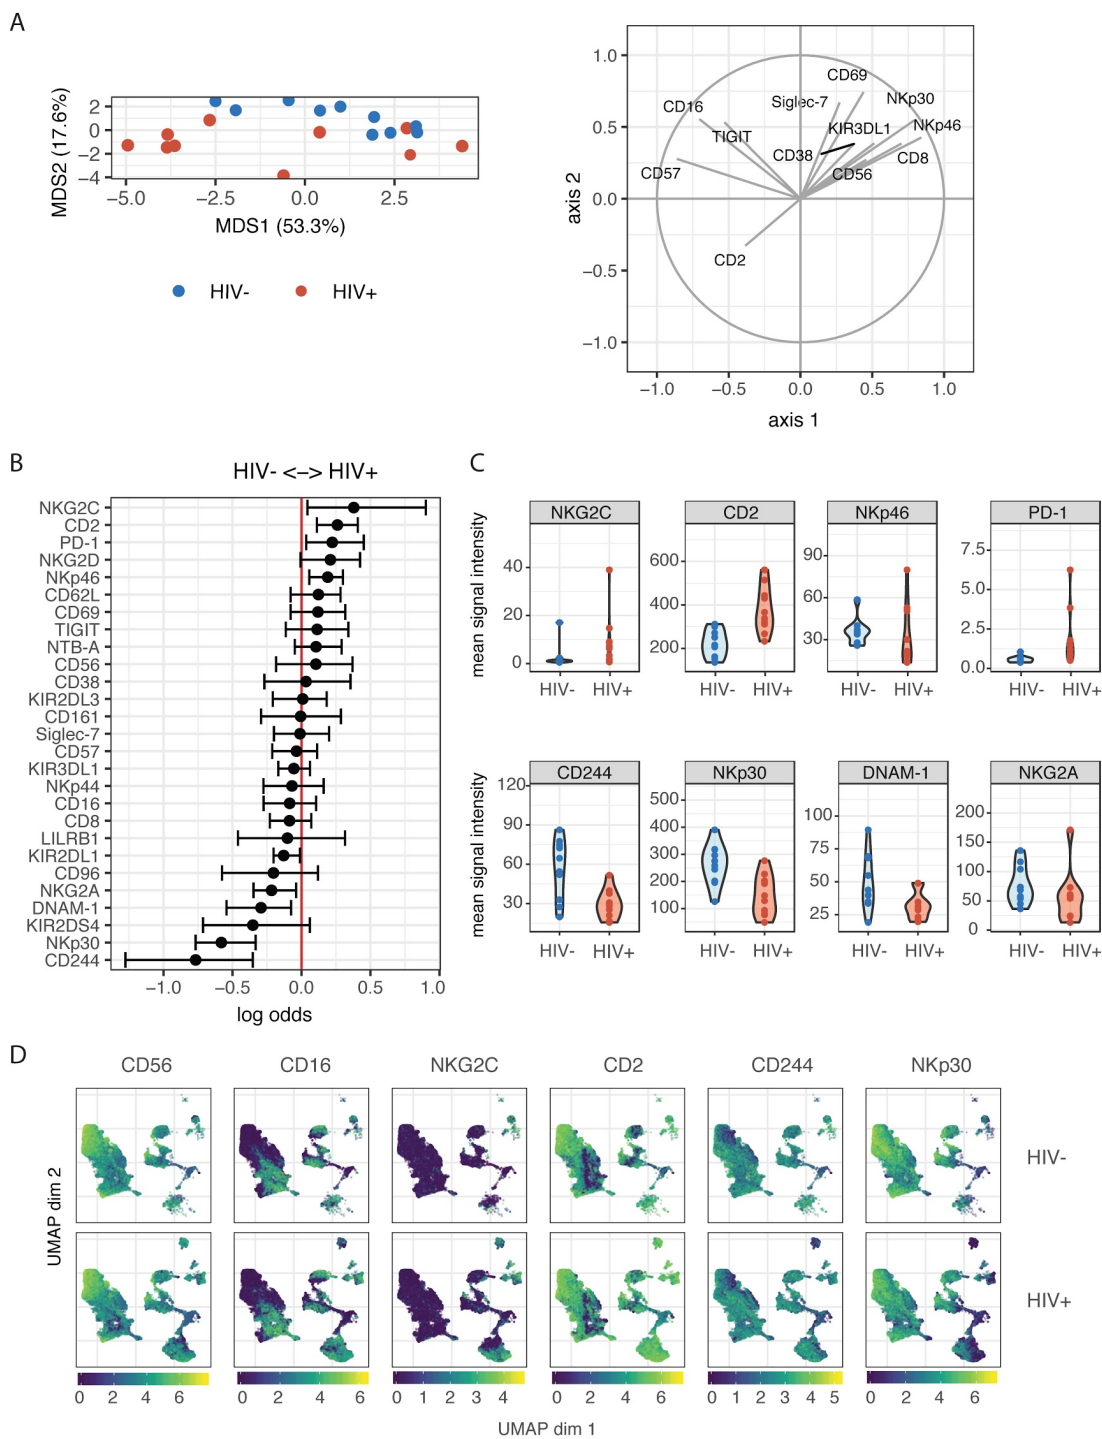 A
MDS2 (17.6%)
2
0
−2
−4
−5.0 −2.5 0.0 2.5
MDS1 (53.3%)
HIV- HIV+
axis 2
1.0
0.5
0.0
−0.5
−1.0
CD69
CD16 Siglec-7 NKp30
TIGIT KIR3DL1 NKp46
CD38 CD8
CD57 CD56
CD2
−1.0 −0.5 0.0 0.5 1.0
axis 1
B
HIV- <–> HIV+
NKG2C
CD2
PD-1
NKG2D
NKp46
CD62L
CD69
TIGIT
NTB-A
CD56
CD38
KIR2DL3
CD161
Siglec-7
CD57
KIR3DL1
NKp44
CD16
CD8
LILRB1
KIR2DL1
CD96
NKG2A
DNAM-1
KIR2DS4
NKp30
CD244
−1.0 −0.5 0.0 0.5 1.0
log odds
C
mean signal intensity
NKG2C
40
20
0
HIV- HIV+
CD2
600
400
200
HIV- HIV+
NKp46
90
60
30
HIV- HIV+
PD-1
7.5
5.0
2.5
0.0
HIV- HIV+
mean signal intensity
CD244
120
90
60
30
HIV- HIV+
NKp30
500
400
300
200
100
HIV- HIV+
DNAM-1
100
75
50
25
HIV- HIV+
NKG2A
200
150
100
50
0
HIV- HIV+
D
CD56 CD16 NKG2C CD2 CD244 NKp30
UMAP dim 2
HIV-
HIV+
0 2 4 6
0 2 4 6
0 1 2 3 4
0 2 4 6
0 1 2 3 4 5
0 2 4 6
UMAP dim 1